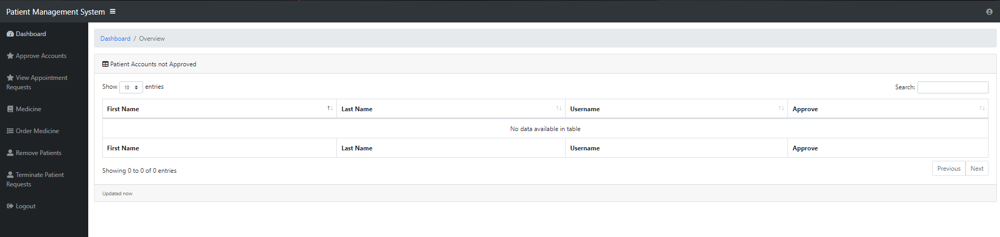 Patient Management System
Dashboard
Approve Accounts
View Appointment
Requests
Medicine
Order Medicine
Remove Patients
Terminate Patient
Requests
Logout
Dashboard / Overview
Patient Accounts not Approved
Show 10 entries
Search:
First Name Last Name Username Approve
No data available in table
First Name Last Name Username Approve
Showing 0 to 0 of 0 entries
Previous Next
Updated now